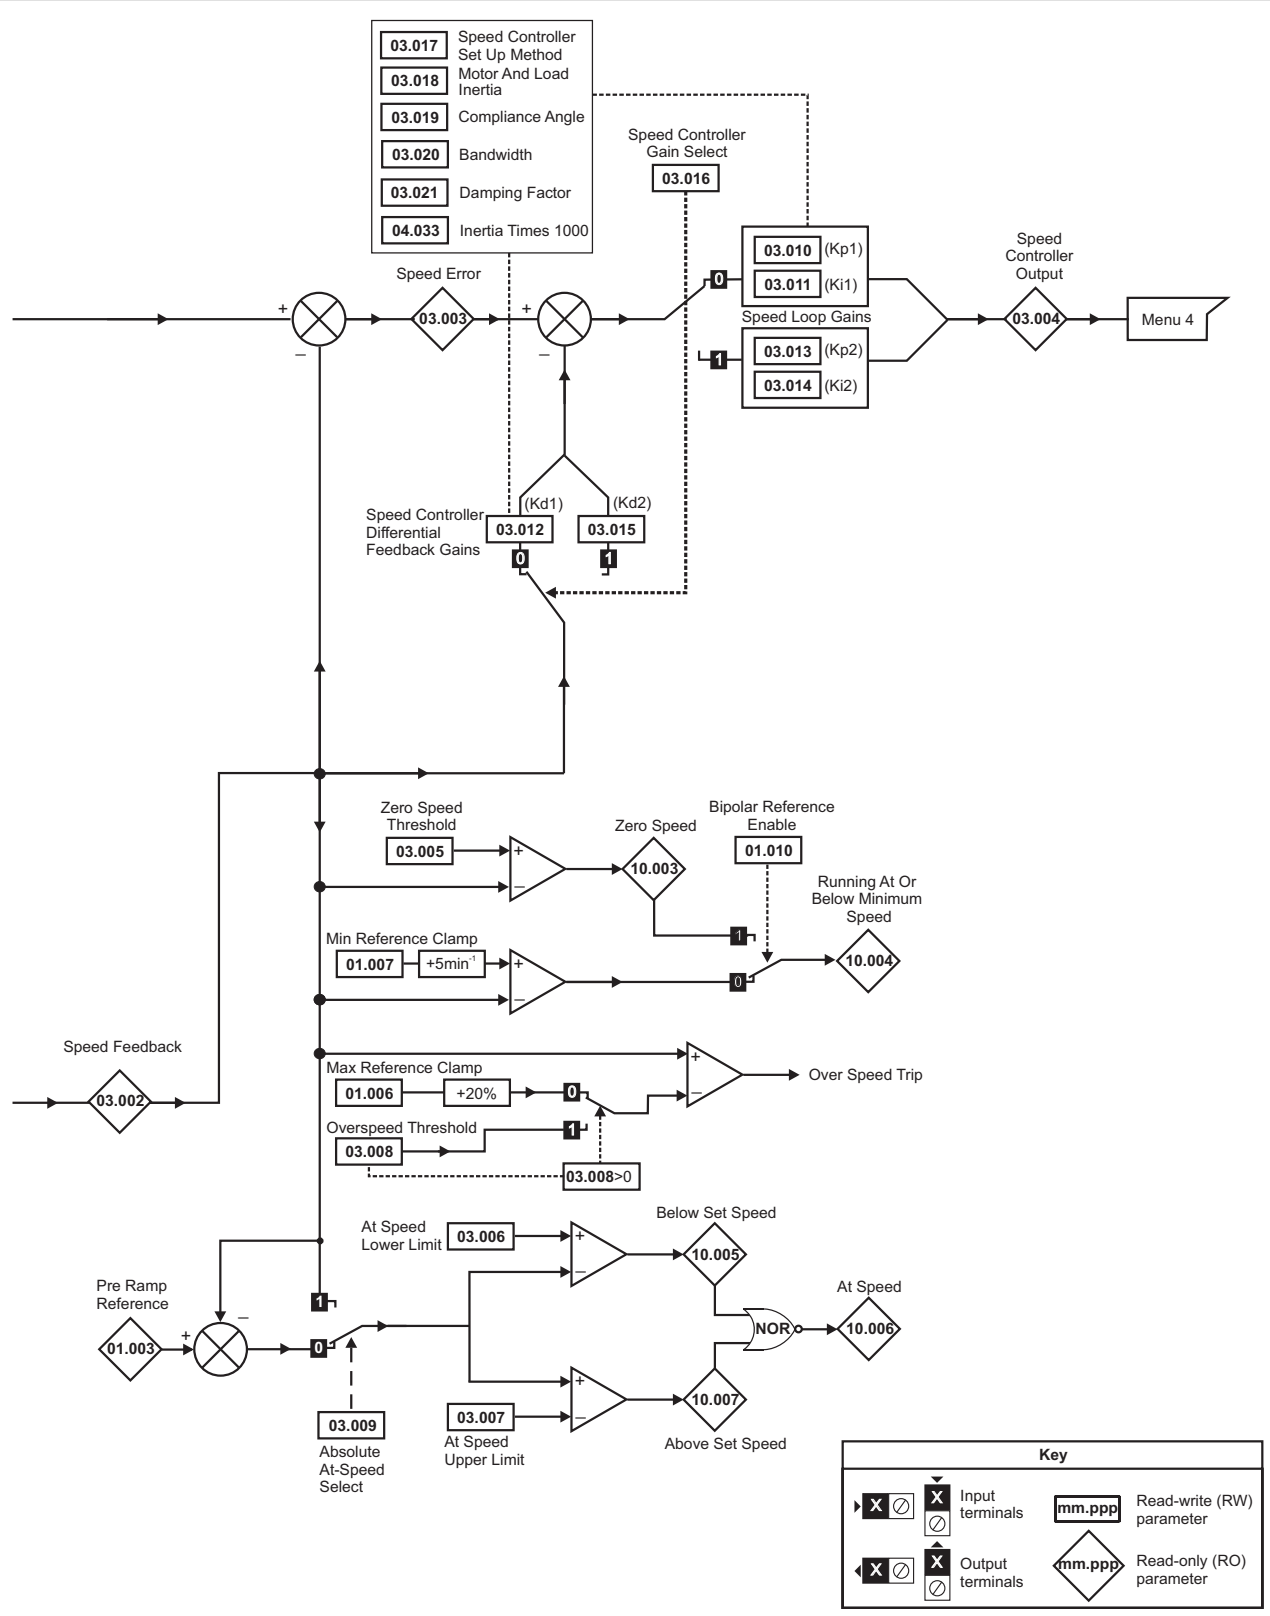 03.017 Speed Controller
Set Up Method
03.018 Motor And Load
Inertia
03.019 Compliance Angle
03.020 Bandwidth
03.021 Damping Factor
04.033 Inertia Times 1000
Speed Controller
Gain Select
03.016
Speed Error
+
−
03.003
+
−
0
03.010 (Kp1)
03.011 (Ki1)
Speed Loop Gains
1
03.013 (Kp2)
03.014 (Ki2)
Speed
Controller
Output
03.004
Menu 4
(Kd1)
(Kd2)
Speed Controller
Differential
Feedback Gains
03.012
03.015
0
1
Zero Speed
Threshold
03.005
+
−
Zero Speed
10.003
Bipolar Reference
Enable
01.010
Running At Or
Below Minimum
Speed
1
10.004
Min Reference Clamp
01.007
+5min-1
+
−
0
Speed Feedback
03.002
Max Reference Clamp
01.006
+20%
0
+
−
Over Speed Trip
Overspeed Threshold
03.008
1
03.008>0
At Speed
Lower Limit
03.006
+
−
Below Set Speed
10.005
Pre Ramp
Reference
01.003
+
−
1
0
NOR
At Speed
10.006
03.009
Absolute
At-Speed
Select
+
−
03.007
At Speed
Upper Limit
10.007
Above Set Speed
Key
X
X
Input
terminals
mm.ppp
Read-write (RW)
parameter
X
X
Output
terminals
mm.ppp
Read-only (RO)
parameter